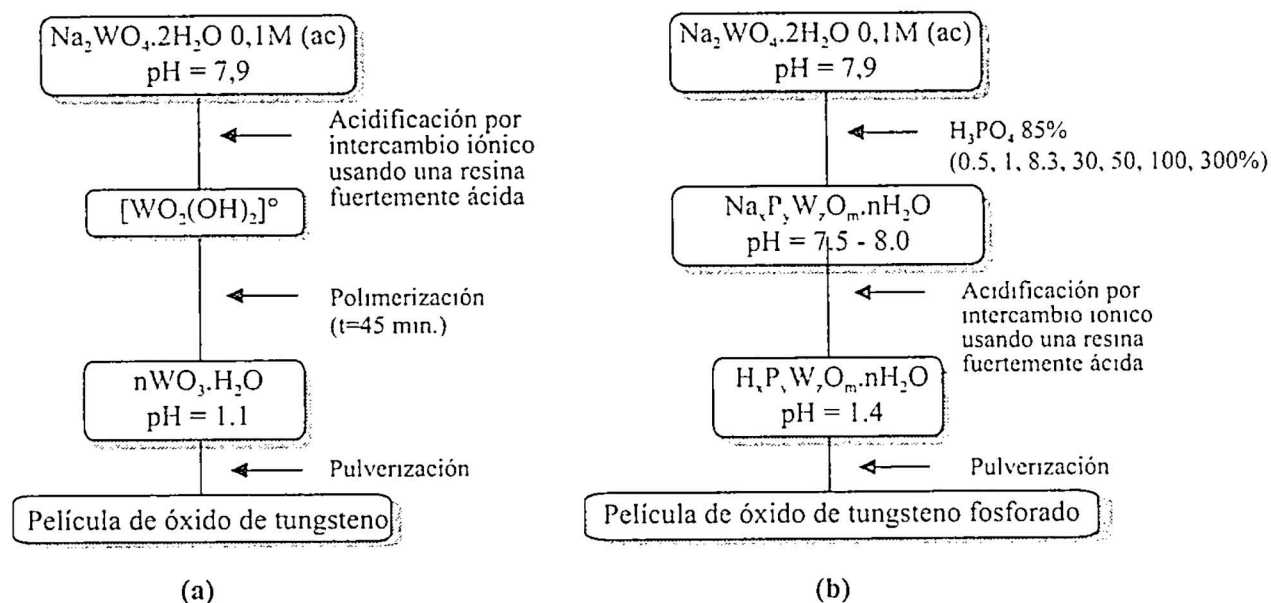 Na₂WO₄.2H₂O 0,1M (ac)
pH = 7,9
Acidificación por
intercambio iónico
usando una resina
fuertemente ácida
[WO₂(OH)₂]°
Polimerización
(t=45 min.)
nWO₃.H₂O
pH = 1.1
Pulverización
Película de óxido de tungsteno
(a)
Na₂WO₄.2H₂O 0,1M (ac)
pH = 7,9
H₃PO₄ 85%
(0.5, 1, 8.3, 30, 50, 100, 300%)
NaₓPᵧW𝓏Oₘ.nH₂O
pH = 7.5 - 8.0
Acidificación por
intercambio iónico
usando una resina
fuertemente ácida
HₓPᵧW𝓏Oₘ.nH₂O
pH = 1.4
Pulverización
Película de óxido de tungsteno fosforado
(b)